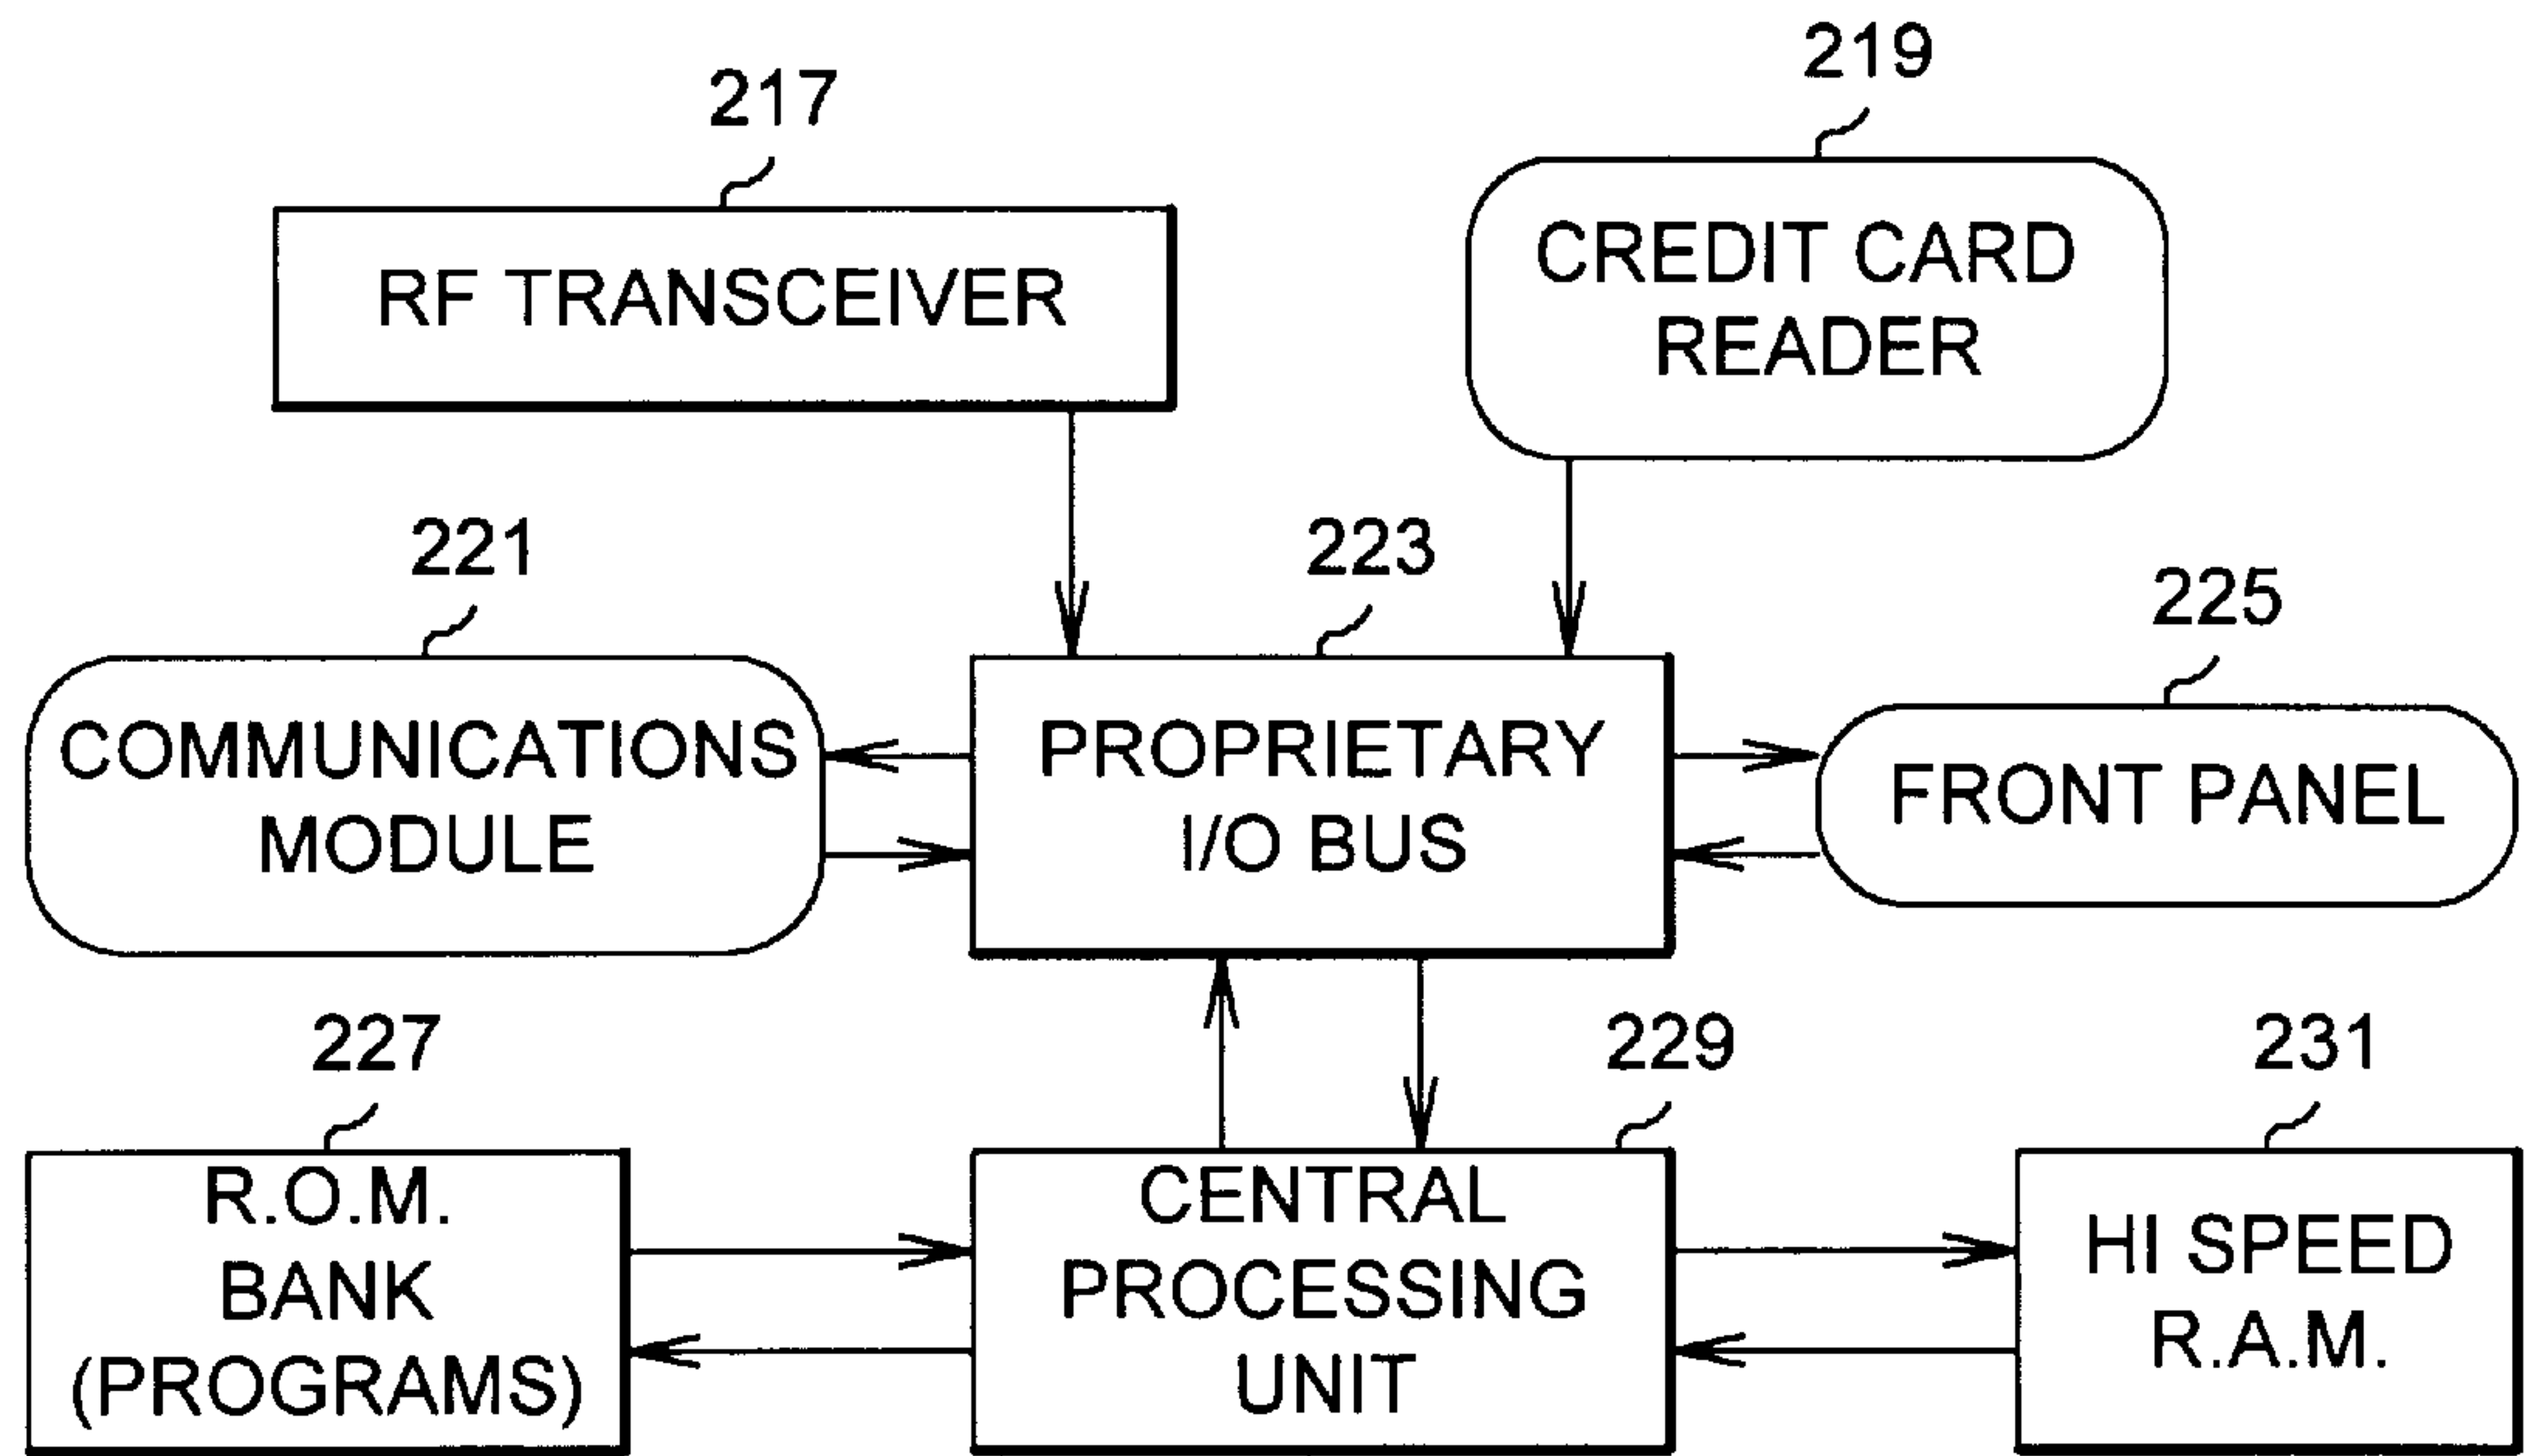 217
219
RF TRANSCEIVER
CREDIT CARD
READER
221
223
225
COMMUNICATIONS
MODULE
PROPRIETARY
I/O BUS
FRONT PANEL
227
229
231
R.O.M.
BANK
(PROGRAMS)
CENTRAL
PROCESSING
UNIT
HI SPEED
R.A.M.